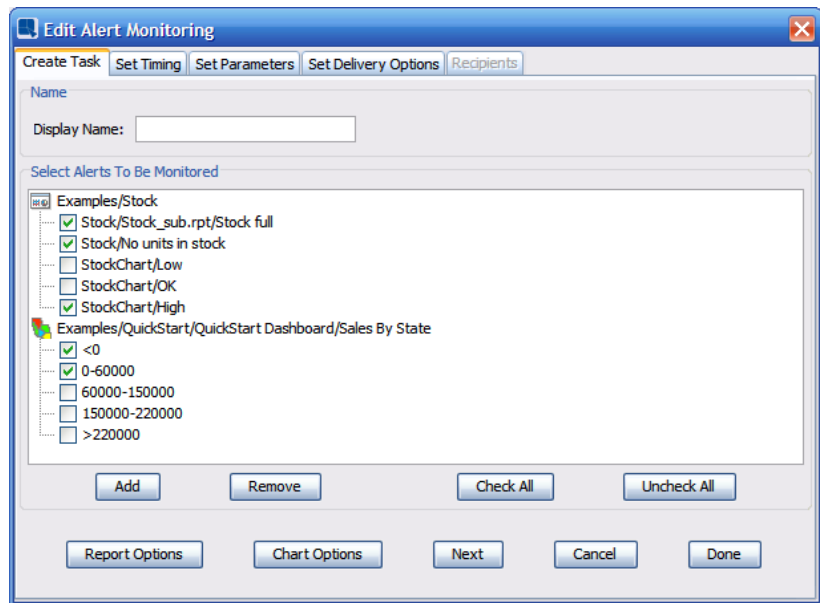 Edit Alert Monitoring
Create Task Set Timing Set Parameters Set Delivery Options Recipients
Name
Display Name:
Select Alerts To Be Monitored
Examples/Stock
Stock/Stock_sub.rpt/Stock full
Stock/No units in stock
StockChart/Low
StockChart/OK
StockChart/High
Examples/QuickStart/QuickStart Dashboard/Sales By State
<0
0-60000
60000-150000
150000-220000
>220000
Add Remove Check All Uncheck All
Report Options Chart Options Next Cancel Done